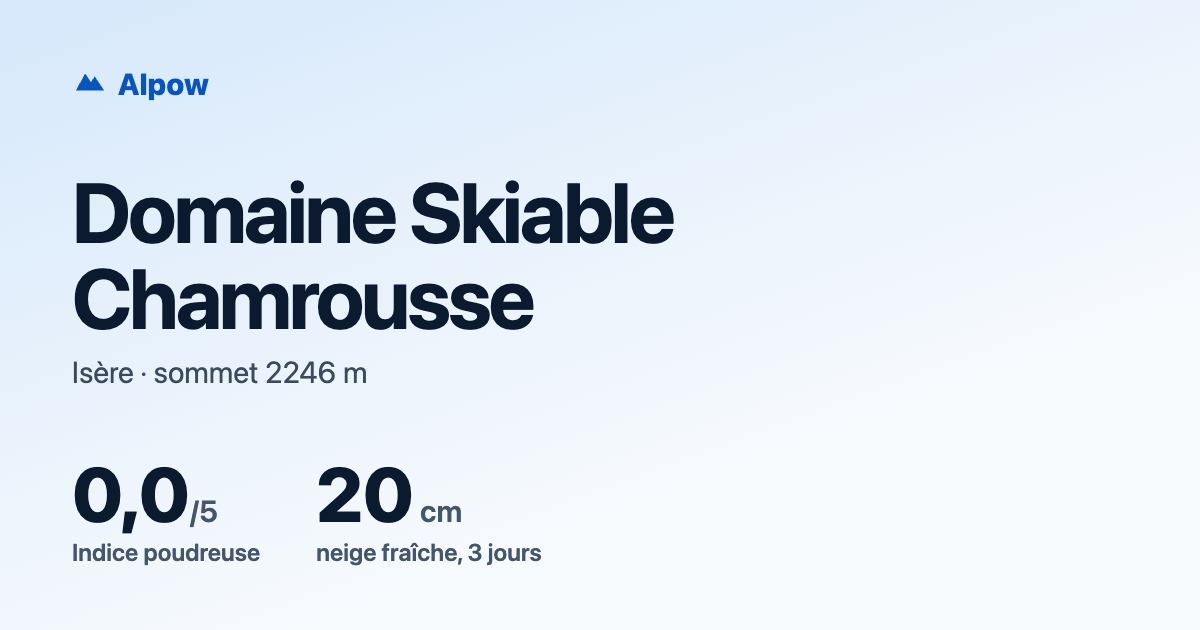 Alpow
Domaine Skiable
Chamrousse
Isère · sommet 2246 m
0,0/5
Indice poudreuse
20 cm
neige fraîche, 3 jours